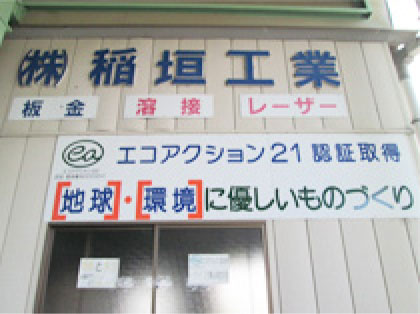 ㈱稲垣工業
板金 溶接 レーザー
ea エコアクション21 認証取得
[地球]・[環境]に優しいものづくり